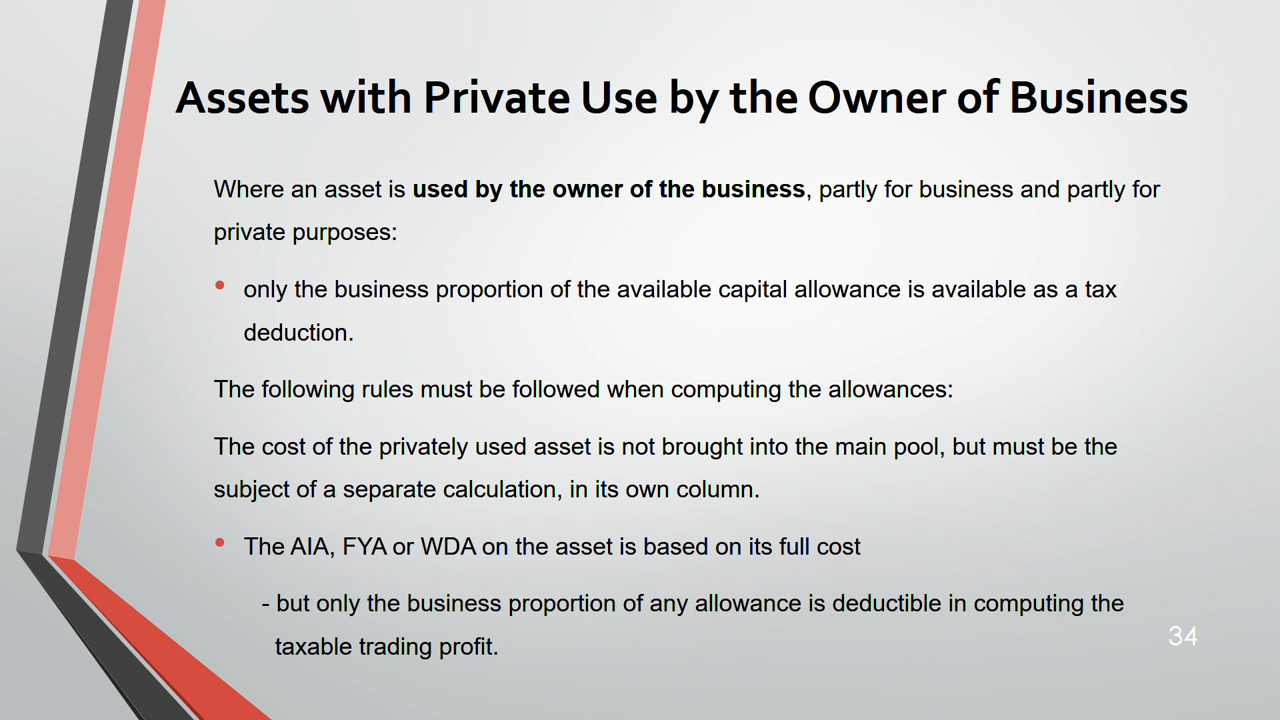 Assets with Private Use by the Owner of Business
Where an asset is used by the owner of the business, partly for business and partly for
private purposes:
• only the business proportion of the available capital allowance is available as a tax
deduction.
The following rules must be followed when computing the allowances:
The cost of the privately used asset is not brought into the main pool, but must be the
subject of a separate calculation, in its own column.
• The AIA, FYA or WDA on the asset is based on its full cost
- but only the business proportion of any allowance is deductible in computing the
taxable trading profit.
34